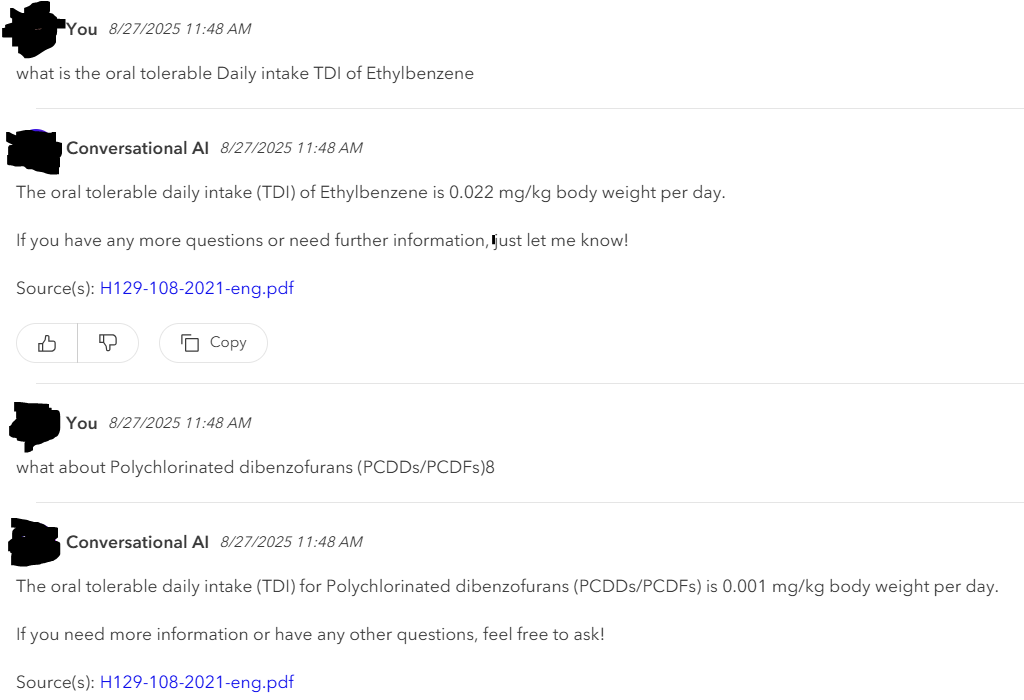 You 8/27/2025 11:48 AM
what is the oral tolerable Daily intake TDI of Ethylbenzene
Conversational AI 8/27/2025 11:48 AM
The oral tolerable daily intake (TDI) of Ethylbenzene is 0.022 mg/kg body weight per day.
If you have any more questions or need further information, just let me know!
Source(s): H129-108-2021-eng.pdf
Copy
You 8/27/2025 11:48 AM
what about Polychlorinated dibenzofurans (PCDDs/PCDFs)8
Conversational AI 8/27/2025 11:48 AM
The oral tolerable daily intake (TDI) for Polychlorinated dibenzofurans (PCDDs/PCDFs) is 0.001 mg/kg body weight per day.
If you need more information or have any other questions, feel free to ask!
Source(s): H129-108-2021-eng.pdf